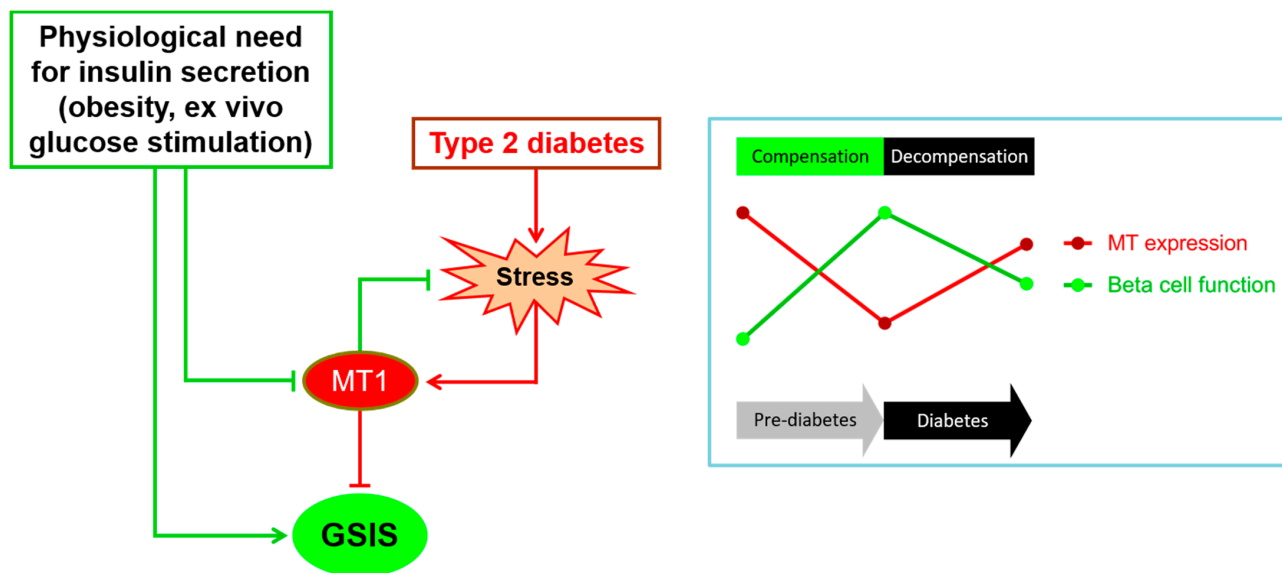 Physiological need
for insulin secretion
(obesity, ex vivo
glucose stimulation)
Type 2 diabetes
Stress
MT1
GSIS
Compensation
Decompensation
MT expression
Beta cell function
Pre-diabetes
Diabetes